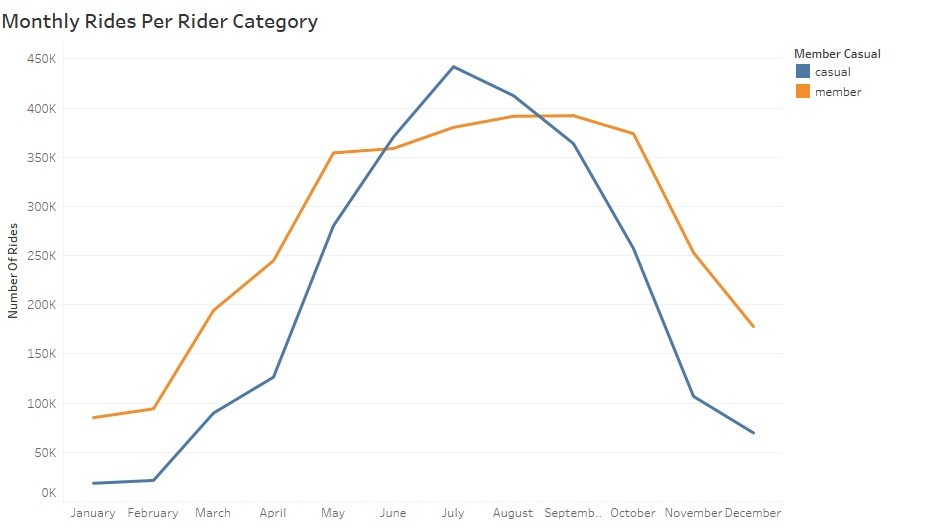 Monthly Rides Per Rider Category
Member Casual
casual
member
Number Of Rides
450K
400K
350K
300K
250K
200K
150K
100K
50K
0K
January February March April May June July August Septemb.. October November December